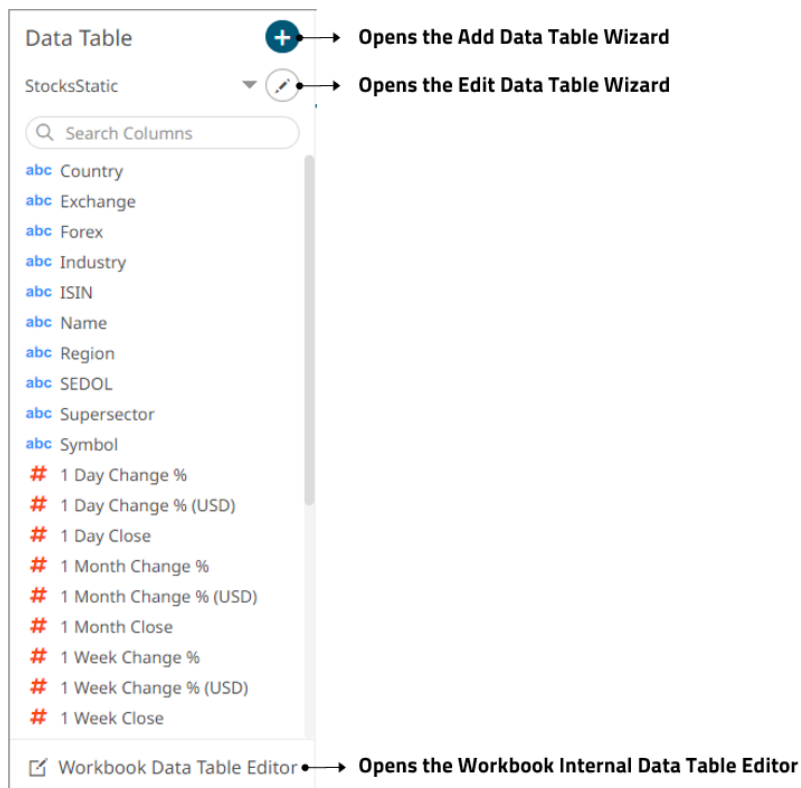 Data Table
Opens the Add Data Table Wizard
StocksStatic
Opens the Edit Data Table Wizard
Search Columns
abc Country
abc Exchange
abc Forex
abc Industry
abc ISIN
abc Name
abc Region
abc SEDOL
abc Supersector
abc Symbol
# 1 Day Change %
# 1 Day Change % (USD)
# 1 Day Close
# 1 Month Change %
# 1 Month Change % (USD)
# 1 Month Close
# 1 Week Change %
# 1 Week Change % (USD)
# 1 Week Close
Workbook Data Table Editor
Opens the Workbook Internal Data Table Editor